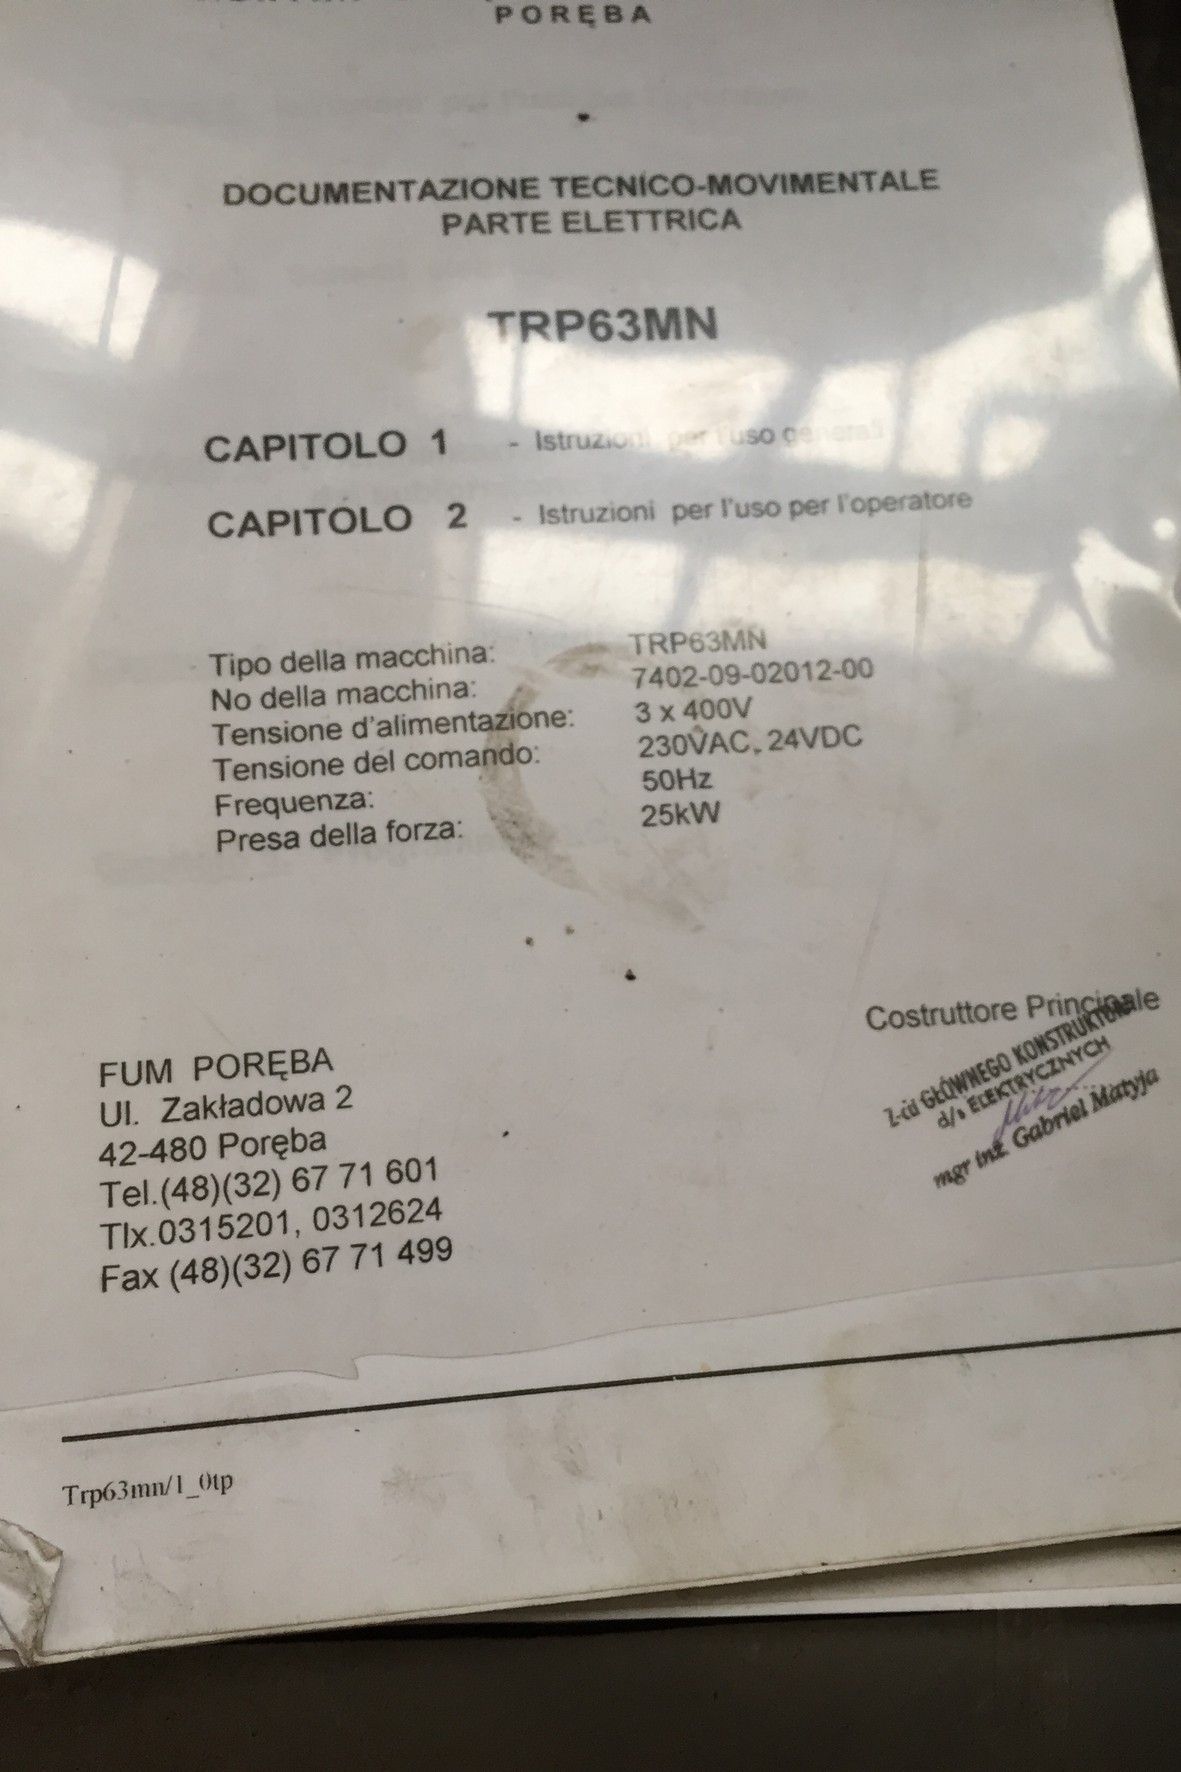 PORĘBA
DOCUMENTAZIONE TECNICO-MOVIMENTALE
PARTE ELETTRICA
TRP63MN
CAPITOLO 1 - Istruzioni per l'uso generali
CAPITOLO 2 - Istruzioni per l'uso per l'operatore
Tipo della macchina: TRP63MN
No della macchina: 7402-09-02012-00
Tensione d'alimentazione: 3 x 400V
Tensione del comando: 230VAC, 24VDC
Frequenza: 50Hz
Presa della forza: 25kW
Costruttore Principale
Z-ca GŁÓWNEGO KONSTRUKTORA
d/s ELEKTRYCZNYCH
mgr inż. Gabriel Matyja
FUM PORĘBA
Ul. Zakładowa 2
42-480 Poręba
Tel.(48)(32) 67 71 601
Tlx.0315201, 0312624
Fax (48)(32) 67 71 499
Trp63mn/1_0tp